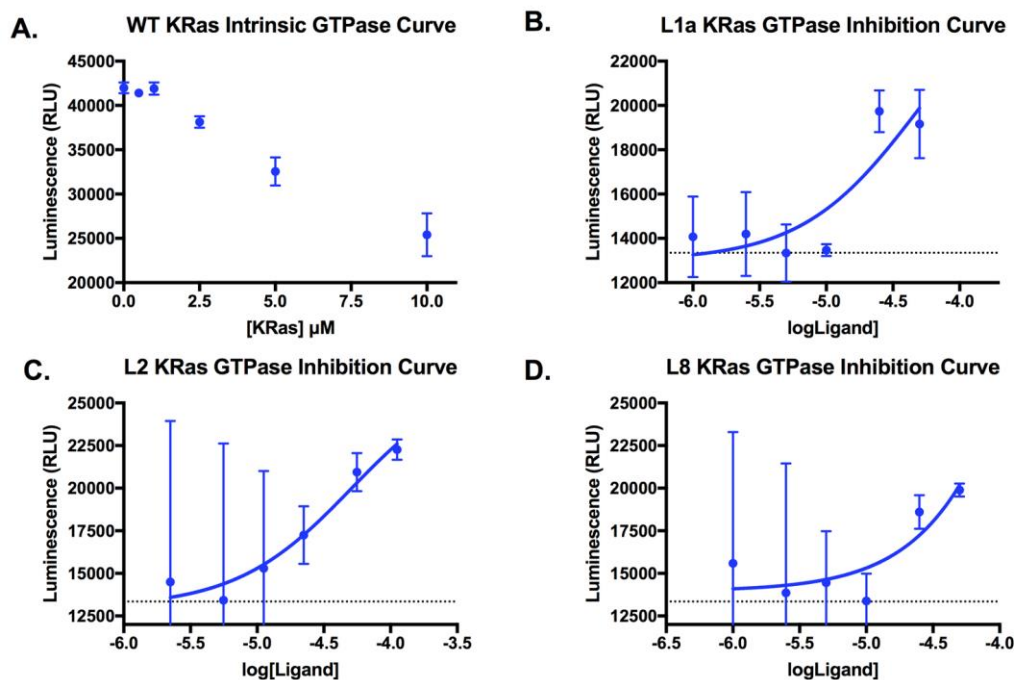 A.
WT KRas Intrinsic GTPase Curve
Luminescence (RLU)
45000
40000
35000
30000
25000
20000
0.0 2.5 5.0 7.5 10.0
[KRas] µM
B.
L1a KRas GTPase Inhibition Curve
Luminescence (RLU)
22000
20000
18000
16000
14000
12000
-6.0 -5.5 -5.0 -4.5 -4.0
logLigand]
C.
L2 KRas GTPase Inhibition Curve
Luminescence (RLU)
25000
22500
20000
17500
15000
12500
-6.0 -5.5 -5.0 -4.5 -4.0 -3.5
log[Ligand]
D.
L8 KRas GTPase Inhibition Curve
Luminescence (RLU)
25000
22500
20000
17500
15000
12500
-6.5 -6.0 -5.5 -5.0 -4.5 -4.0
logLigand]